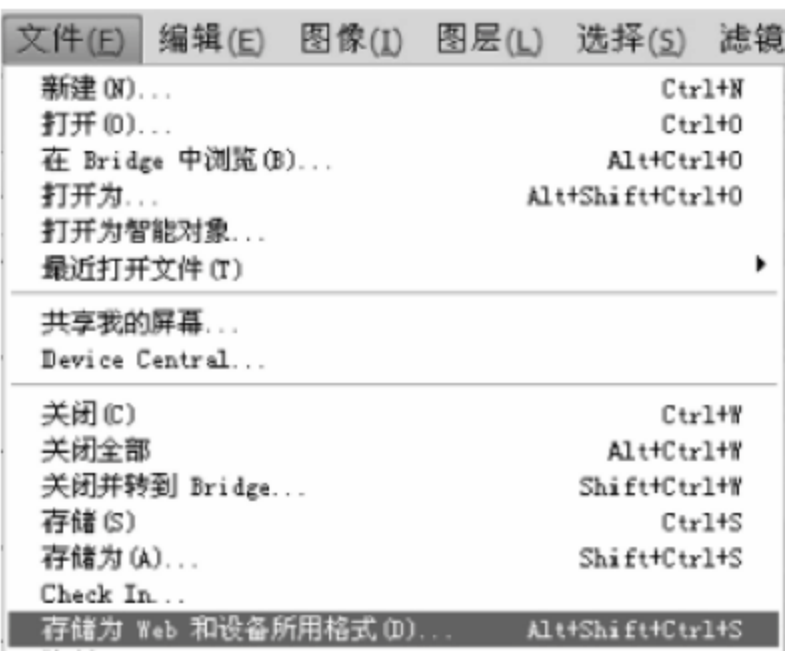 文件(F) 编辑(E) 图像(I) 图层(L) 选择(S) 滤镜
新建(N)... Ctrl+N
打开(O)... Ctrl+O
在 Bridge 中浏览(B)... Alt+Ctrl+O
打开为... Alt+Shift+Ctrl+O
打开为智能对象...
最近打开文件(T)
共享我的屏幕...
Device Central...
关闭(C) Ctrl+W
关闭全部 Alt+Ctrl+W
关闭并转到 Bridge... Shift+Ctrl+W
存储(S) Ctrl+S
存储为(A)... Shift+Ctrl+S
Check In...
存储为 Web 和设备所用格式(D)... Alt+Shift+Ctrl+S